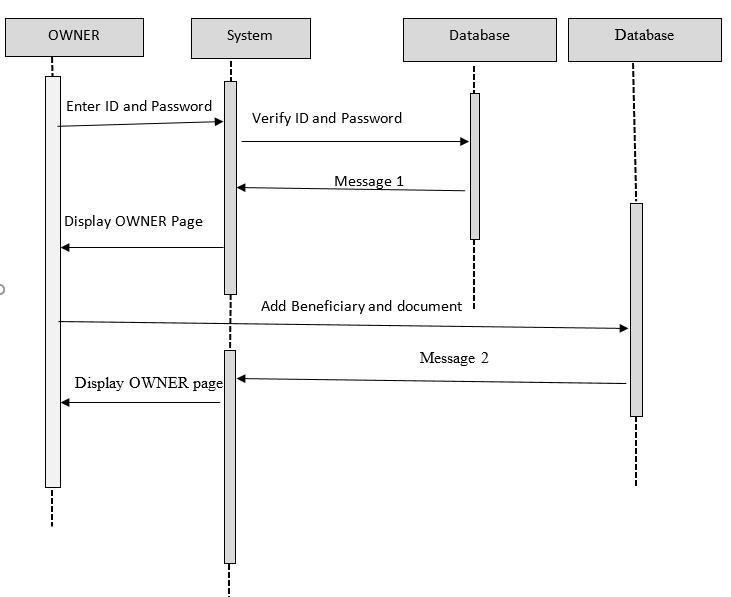 OWNER
System
Database
Database
Enter ID and Password
Verify ID and Password
Message 1
Display OWNER Page
Add Beneficiary and document
Message 2
Display OWNER page